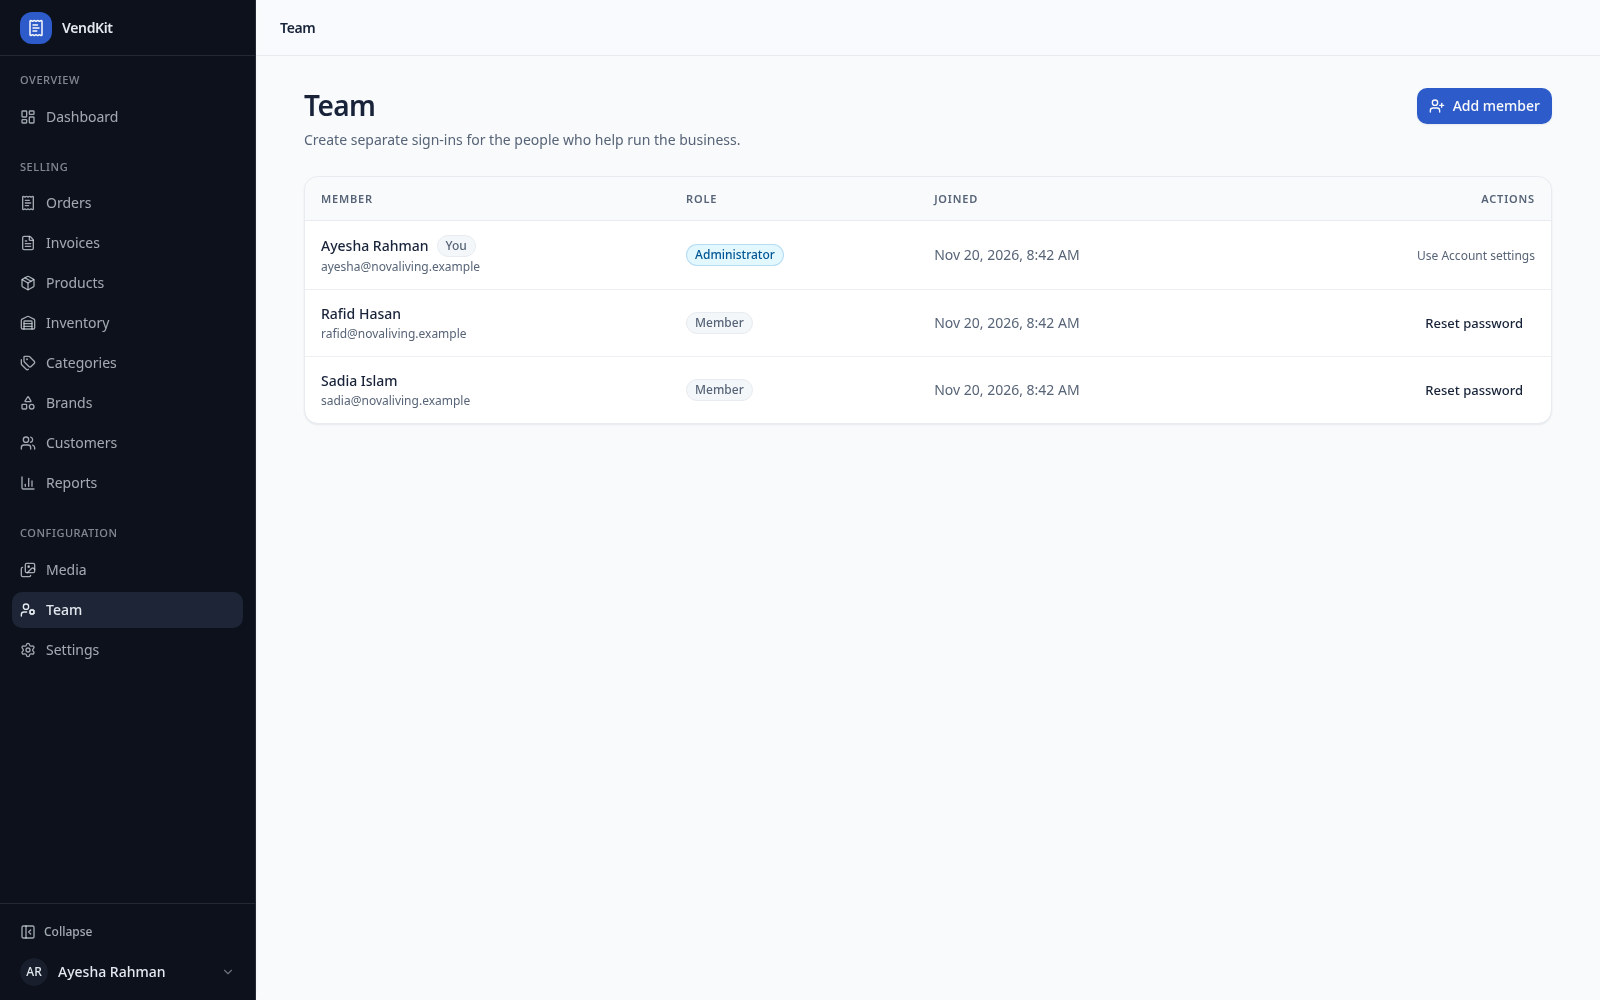 VendKit
OVERVIEW
Dashboard
SELLING
Orders
Invoices
Products
Inventory
Categories
Brands
Customers
Reports
CONFIGURATION
Media
Team
Settings
Collapse
AR Ayesha Rahman
Team
Team
Add member
Create separate sign-ins for the people who help run the business.
MEMBER ROLE JOINED ACTIONS
Ayesha Rahman You
ayesha@novaliving.example
Administrator
Nov 20, 2026, 8:42 AM
Use Account settings
Rafid Hasan
rafid@novaliving.example
Member
Nov 20, 2026, 8:42 AM
Reset password
Sadia Islam
sadia@novaliving.example
Member
Nov 20, 2026, 8:42 AM
Reset password